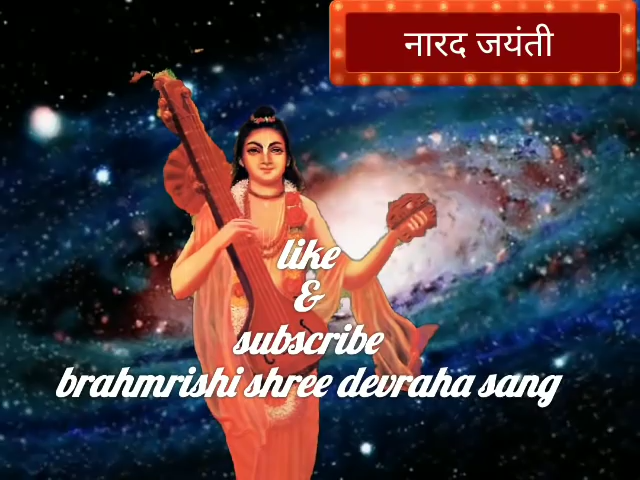 नारद जयंती
like
&
subscribe
brahmrishi shree devraha sang